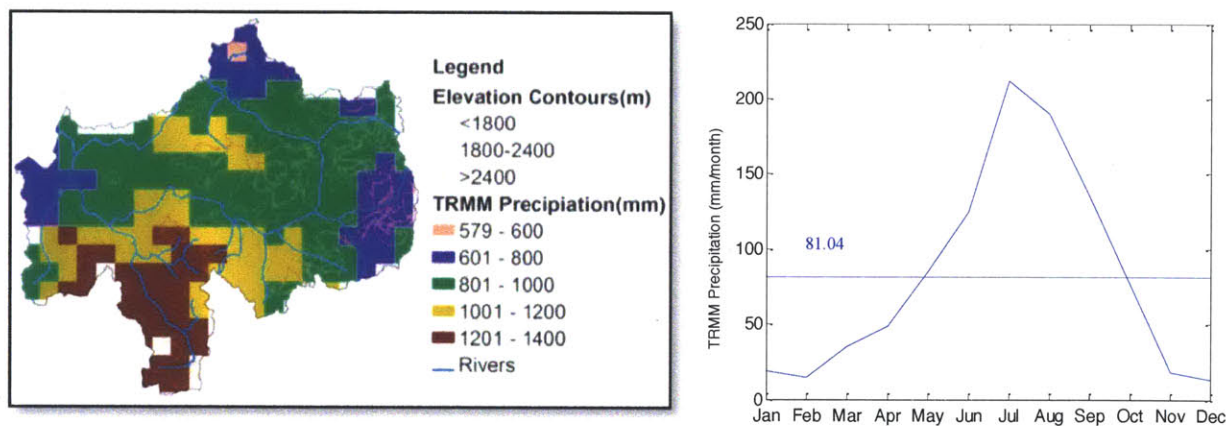 Legend
Elevation Contours(m)
<1800
1800-2400
>2400
TRMM Precipiation(mm)
579 - 600
601 - 800
801 - 1000
1001 - 1200
1201 - 1400
Rivers
TRMM Precipitation (mm/month)
250
200
150
100
50
0
81.04
Jan Feb Mar Apr May Jun Jul Aug Sep Oct Nov Dec